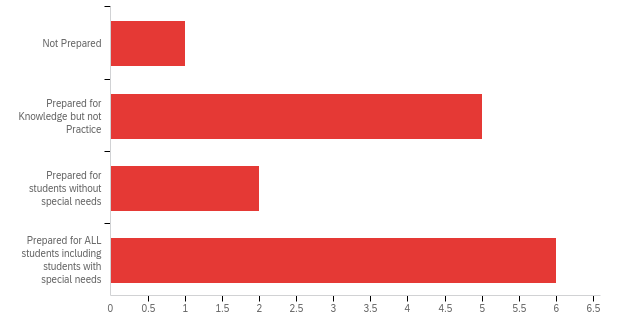 Not Prepared
Prepared for
Knowledge but not
Practice
Prepared for
students without
special needs
Prepared for ALL
students including
students with
special needs
0 0.5 1 1.5 2 2.5 3 3.5 4 4.5 5 5.5 6 6.5